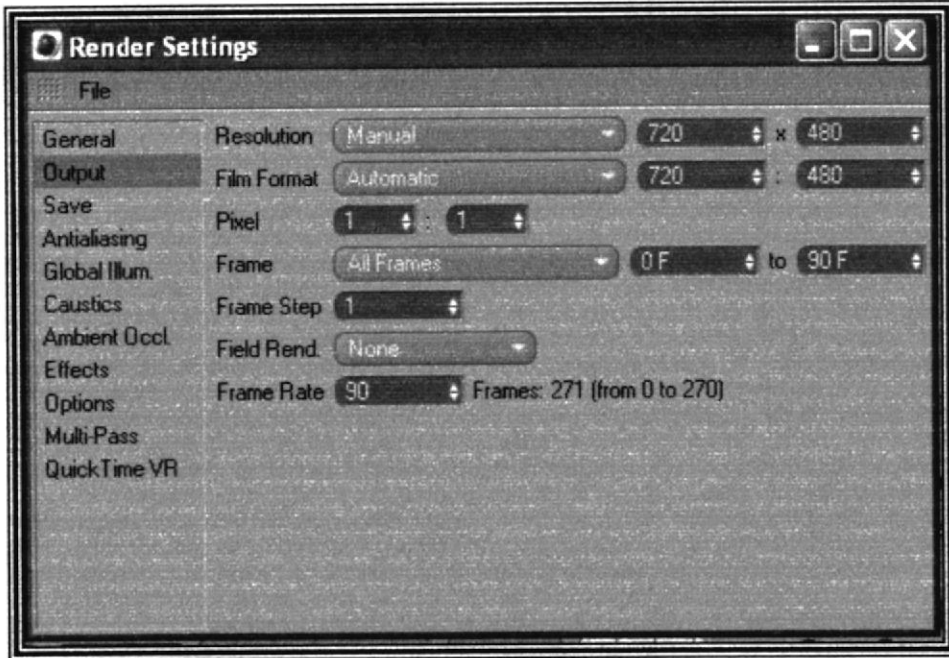 Render Settings
File
General
Output
Save
Antialiasing
Global Illum.
Caustics
Ambient Occl.
Effects
Options
Multi-Pass
QuickTime VR
Resolution Manual 720 x 480
Film Format Automatic 720 : 480
Pixel 1 : 1
Frame All Frames 0 F to 90 F
Frame Step 1
Field Rend. None
Frame Rate 90 Frames: 271 (from 0 to 270)